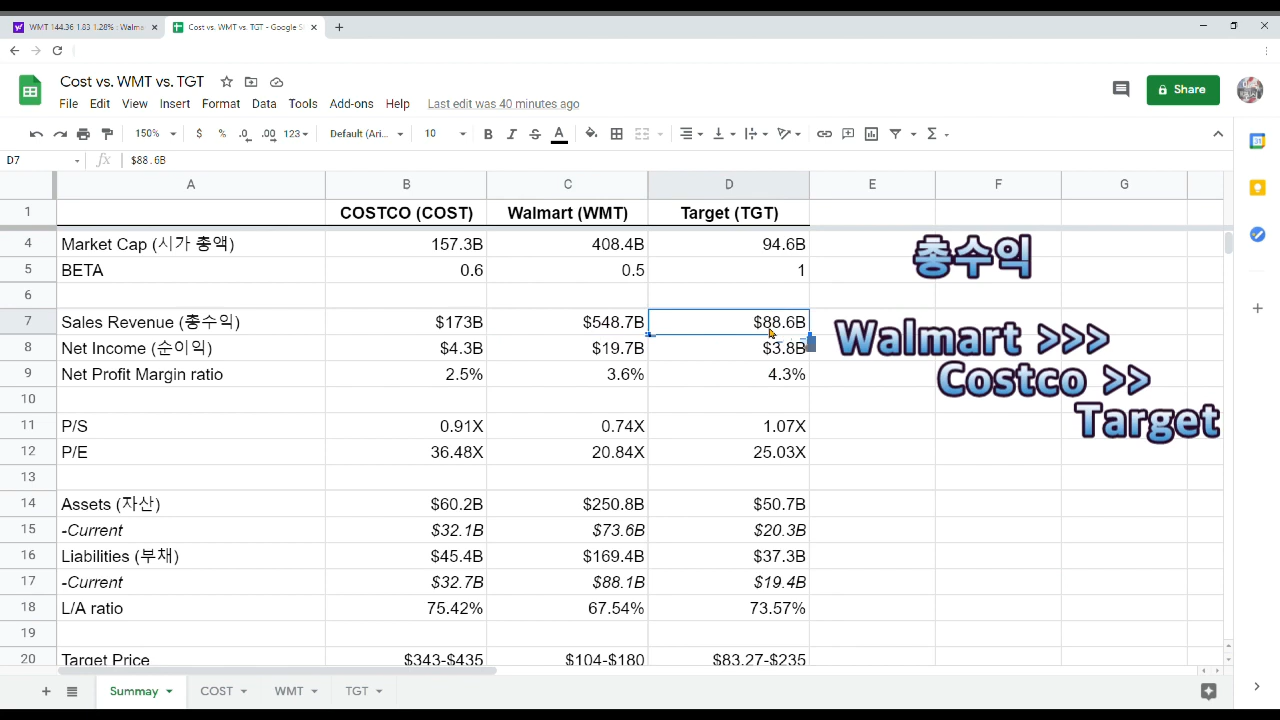 WMT 144.36 1.83 1.28% : Walma
Cost vs. WMT vs. TGT - Google S
Cost vs. WMT vs. TGT
File Edit View Insert Format Data Tools Add-ons Help Last edit was 40 minutes ago
Share
150% $ % .0 .00 123 Default (Ari... 10 B I S A
D7 fx $88.6B
A B C D E F G
1 COSTCO (COST) Walmart (WMT) Target (TGT)
4 Market Cap (시가 총액) 157.3B 408.4B 94.6B
총수익
5 BETA 0.6 0.5 1
6
7 Sales Revenue (총수익) $173B $548.7B $88.6B
Walmart >>>
8 Net Income (순이익) $4.3B $19.7B $3.8B
9 Net Profit Margin ratio 2.5% 3.6% 4.3%
Costco >>
10
11 P/S 0.91X 0.74X 1.07X
Target
12 P/E 36.48X 20.84X 25.03X
13
14 Assets (자산) $60.2B $250.8B $50.7B
15 -Current $32.1B $73.6B $20.3B
16 Liabilities (부채) $45.4B $169.4B $37.3B
17 -Current $32.7B $88.1B $19.4B
18 L/A ratio 75.42% 67.54% 73.57%
19
20 Target Price $343-$435 $104-$180 $83.27-$235
Summay COST WMT TGT